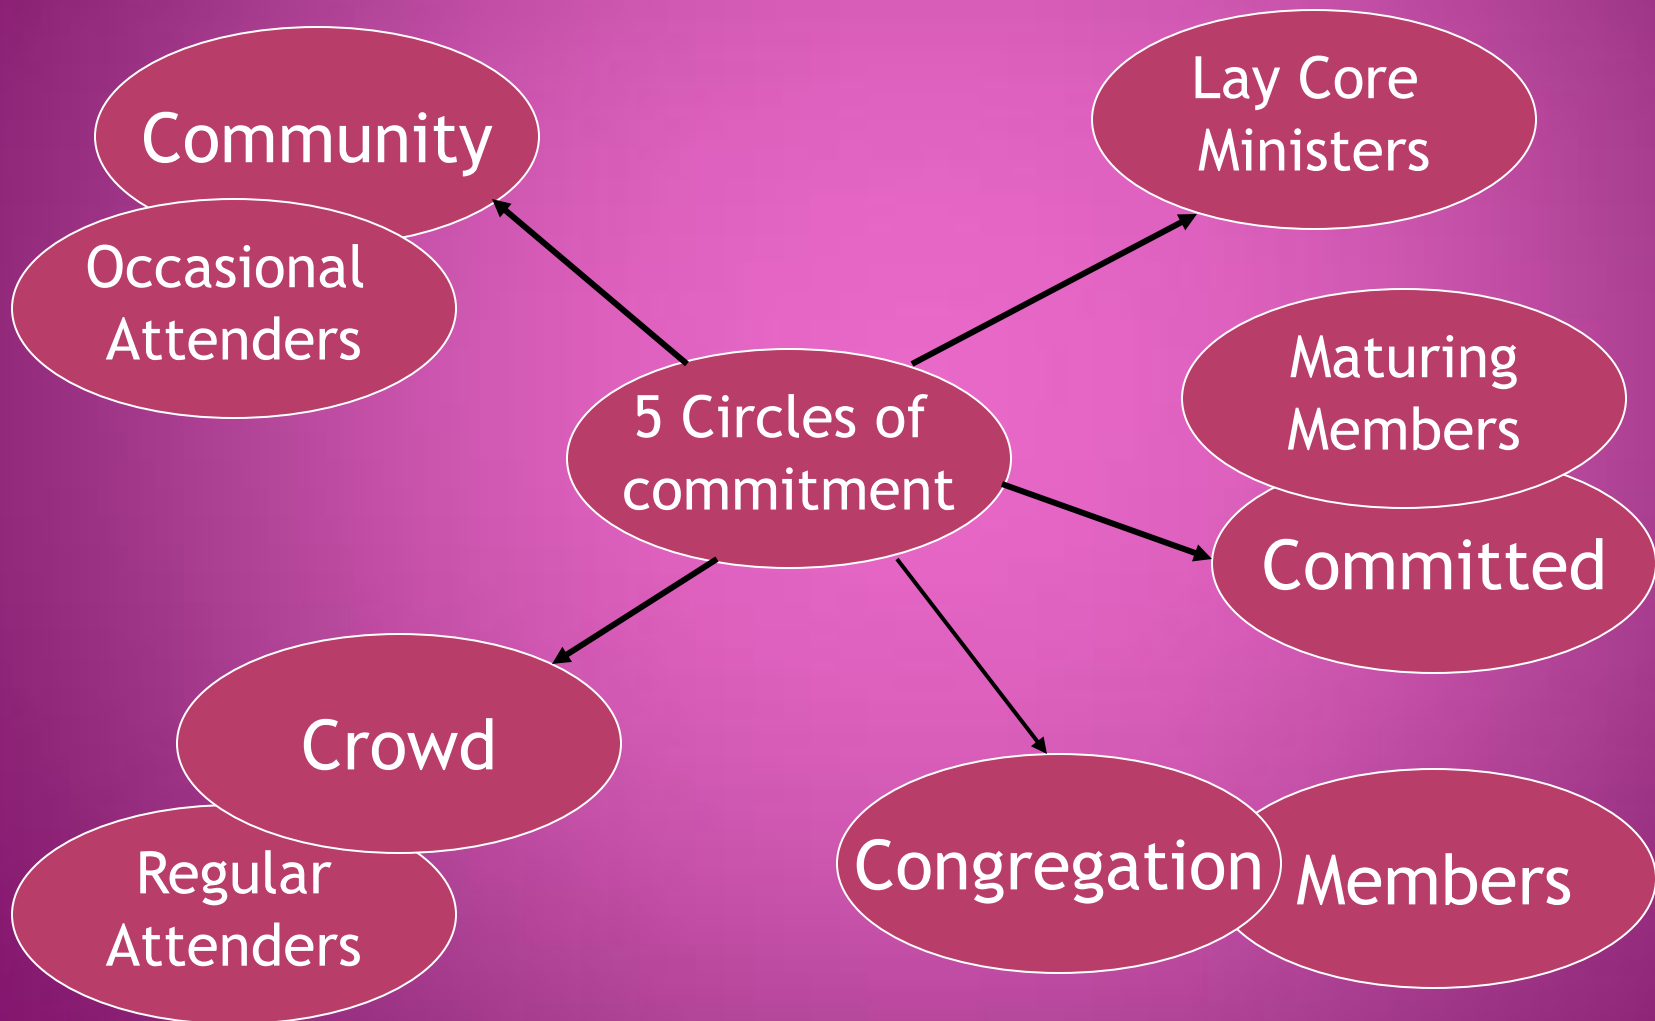 Community
Occasional
Attenders
Lay Core
Ministers
Maturing
Members
Committed
5 Circles of
commitment
Crowd
Regular
Attenders
Congregation
Members